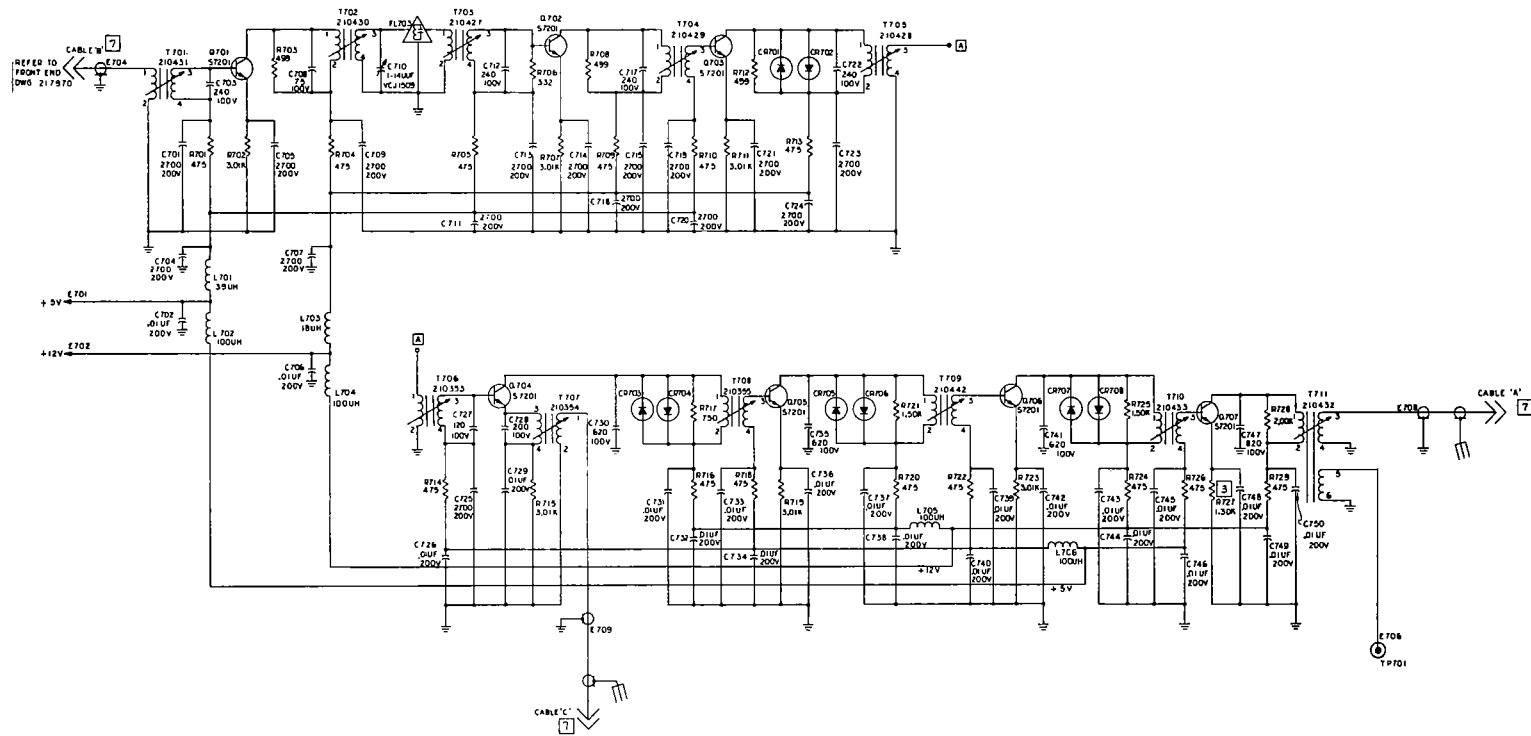 REFER TO
FRONT END
DWG 217970
CABLE 'B' 7
E704
T701
210431
Q701
S7201
C703
240
100V
R703
499
C708
75
100V
T702
210430
FL703
C710
1-14UUF
VCJ1509
T703
210427
C712
240
100V
R706
332
Q702
S7201
R708
499
C717
240
100V
T704
210429
Q703
S7201
R712
499
CR701
CR702
C722
240
100V
T705
210428
A
C701
2700
200V
R701
475
R702
3.01K
C705
2700
200V
R704
475
C709
2700
200V
R705
475
C713
2700
200V
R707
3.01K
C714
2700
200V
R709
475
C715
2700
200V
C719
2700
200V
R710
475
R711
3.01K
C721
2700
200V
R713
475
C723
2700
200V
C711
2700
200V
C718
2700
200V
C720
2700
200V
C724
2700
200V
C704
2700
200V
L701
39UH
C707
2700
200V
+5V E701
C702
.01UF
200V
L702
100UH
L703
18UH
+12V E702
C706
.01UF
200V
L704
100UH
A
T706
210353
C727
120
100V
Q704
S7201
C728
200
100V
T707
210354
C730
620
100V
CR703
CR704
R717
750
T708
210355
Q705
S7201
C735
620
100V
CR705
CR706
R721
1.50K
T709
210442
Q706
S7201
C741
620
100V
CR707
CR708
R725
1.50K
T710
210433
Q707
S7201
C747
820
100V
R728
2.00K
T711
210432
E708
CABLE 'A' 7
R714
475
C725
2700
200V
C729
.01UF
200V
R715
3.01K
C726
.01UF
200V
C731
.01UF
200V
R716
475
C733
.01UF
200V
R718
475
R719
3.01K
C736
.01UF
200V
C732
.01UF
200V
C734
.01UF
200V
C737
.01UF
200V
R720
475
L705
100UH
C738
.01UF
200V
R722
475
C739
.01UF
200V
R723
3.01K
C742
.01UF
200V
C740
.01UF
200V
+12V
+5V
L706
100UH
C743
.01UF
200V
R724
475
C745
.01UF
200V
R726
475
C744
.01UF
200V
C746
.01UF
200V
3
R727
1.30K
C748
.01UF
200V
R729
475
C749
.01UF
200V
C750
.01UF
200V
E709
CABLE 'C'
7
E706
TP701